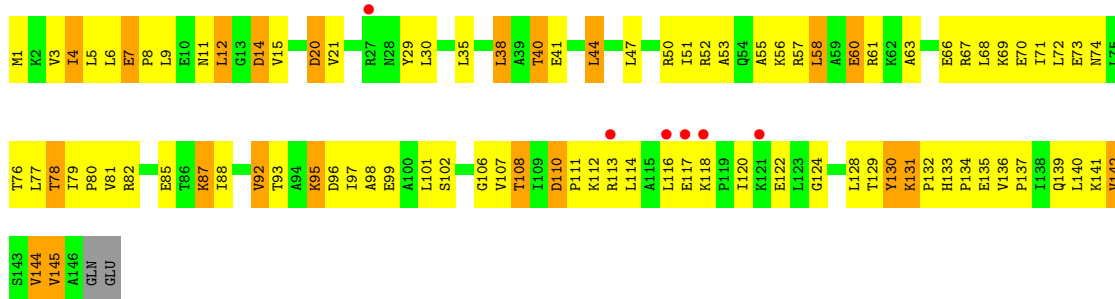 M1 K2 V3 I4 L5 L6 E7 P8 L9 E10 N11 L12 G13 D14 V15 D20 V21 R27 N28 Y29 L30 L35 L38 A39 T40 E41 L44 L47 R50 I51 R52 A53 Q54 A55 K56 R57 L58 A59 E60 R61 K62 A63 E66 R67 L68 K69 E70 I71 L72 E73 N74 L75
T76 L77 T78 I79 P80 V81 R82 E85 T86 K87 I88 V92 T93 A94 K95 D96 I97 A98 E99 A100 L101 S102 G106 V107 T108 I109 D110 P111 K112 R113 L114 A115 L116 E117 K118 P119 I120 K121 E122 L123 G124 L128 T129 Y130 K131 P132 H133 P134 E135 V136 P137 I138 Q139 L140 K141 V142
S143 V144 V145 A146 GLN GLU